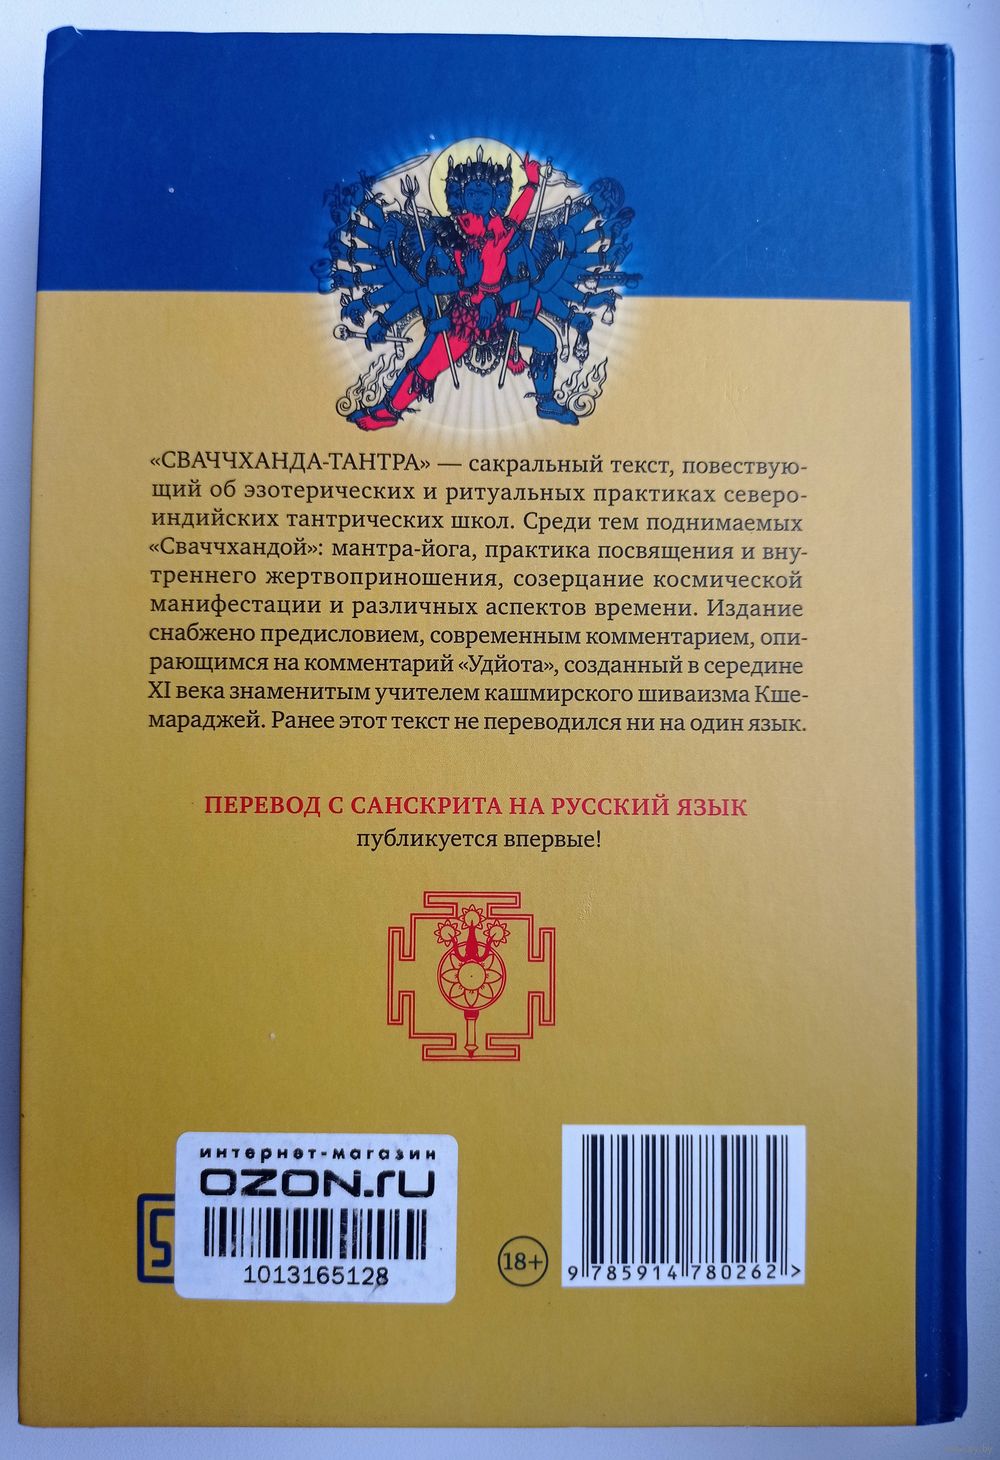 «СВАЧЧХАНДА-ТАНТРА» — сакральный текст, повествую-
щий об эзотерических и ритуальных практиках северо-
индийских тантрических школ. Среди тем поднимаемых
«Сваччхандой»: мантра-йога, практика посвящения и вну-
треннего жертвоприношения, созерцание космической
манифестации и различных аспектов времени. Издание
снабжено предисловием, современным комментарием, опи-
рающимся на комментарий «Удйота», созданный в середине
XI века знаменитым учителем кашмирского шиваизма Кше-
мараджей. Ранее этот текст не переводился ни на один язык.
ПЕРЕВОД С САНСКРИТА НА РУССКИЙ ЯЗЫК
публикуется впервые!
интернет-магазин
OZON.ru
1013165128
18+
9 785914 780262 >